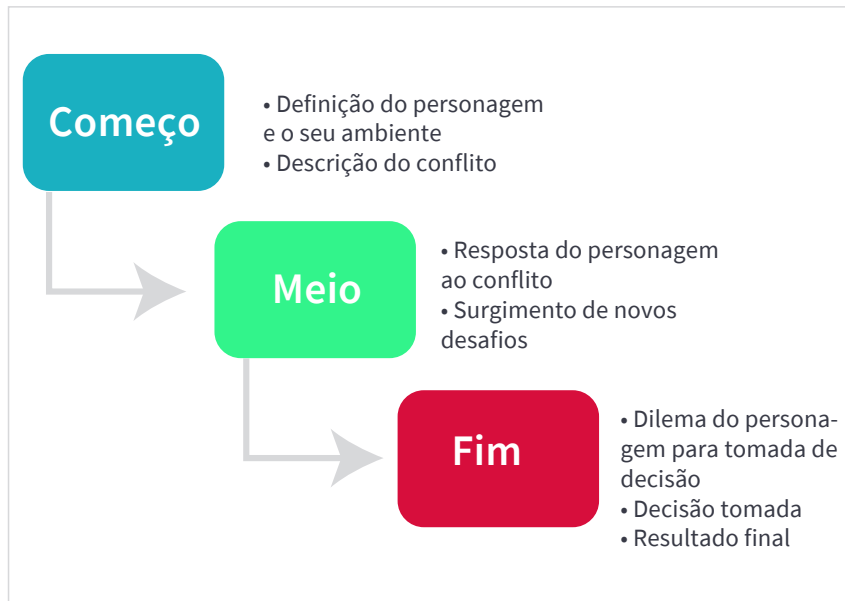 Começo
• Definição do personagem
e o seu ambiente
• Descrição do conflito
Meio
• Resposta do personagem
ao conflito
• Surgimento de novos
desafios
Fim
• Dilema do persona-
gem para tomada de
decisão
• Decisão tomada
• Resultado final